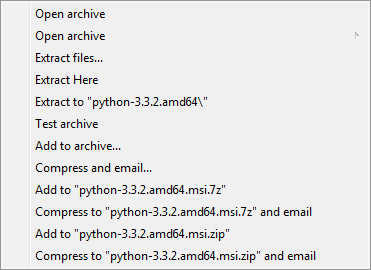 Open archive
Open archive
Extract files...
Extract Here
Extract to "python-3.3.2.amd64\"
Test archive
Add to archive...
Compress and email...
Add to "python-3.3.2.amd64.msi.7z"
Compress to "python-3.3.2.amd64.msi.7z" and email
Add to "python-3.3.2.amd64.msi.zip"
Compress to "python-3.3.2.amd64.msi.zip" and email